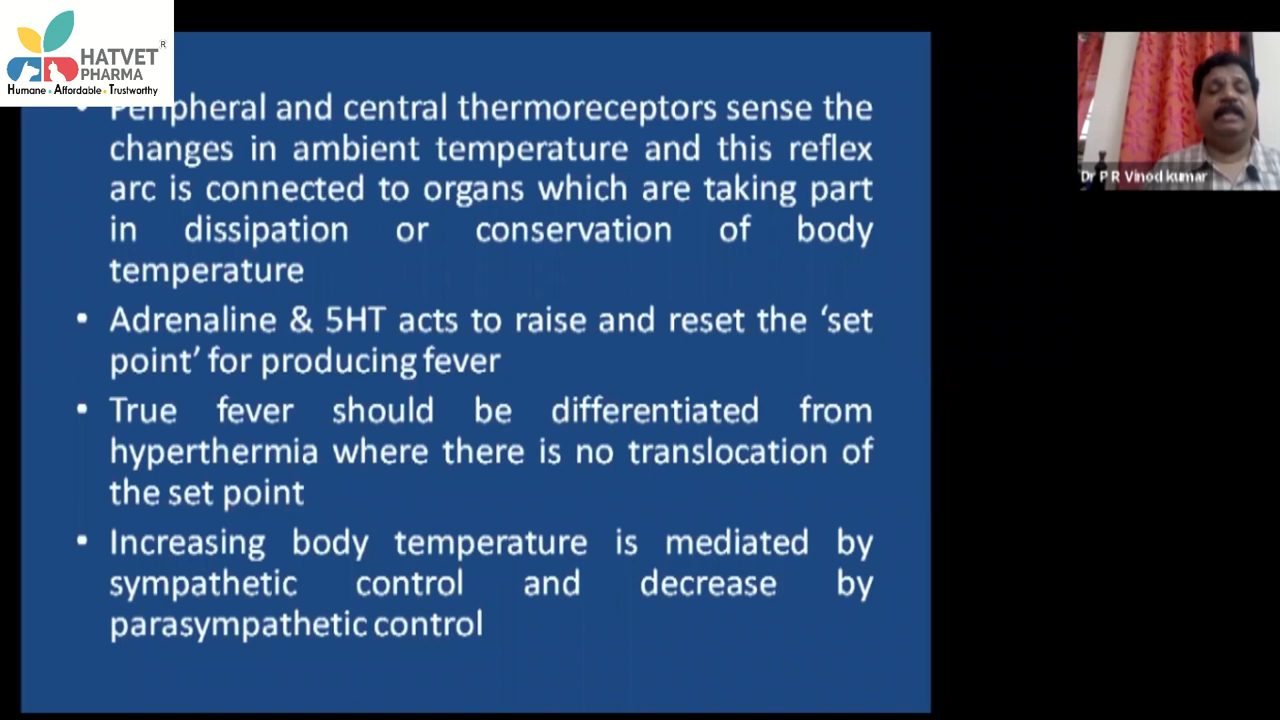 HATVET
®
PHARMA
Humane • Affordable • Trustworthy
• Peripheral and central thermoreceptors sense the
changes in ambient temperature and this reflex
arc is connected to organs which are taking part
in dissipation or conservation of body
temperature
• Adrenaline & 5HT acts to raise and reset the ‘set
point’ for producing fever
• True fever should be differentiated from
hyperthermia where there is no translocation of
the set point
• Increasing body temperature is mediated by
sympathetic control and decrease by
parasympathetic control
Dr P R Vinod kumar